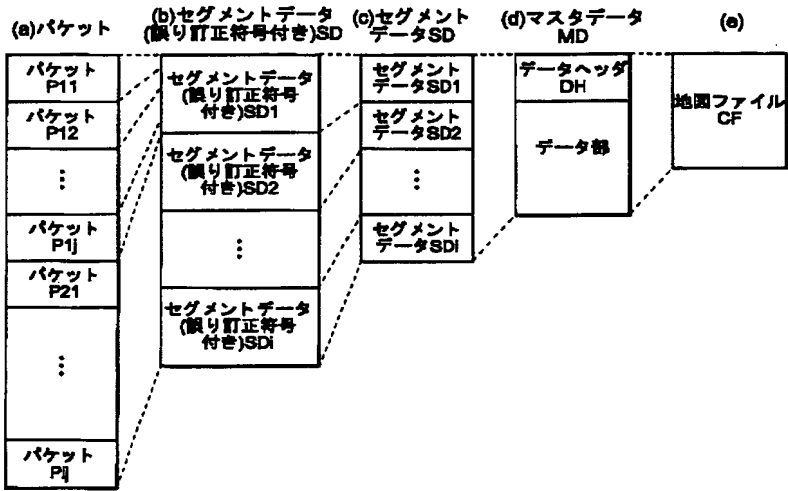 (a)パケット
パケット
P11
パケット
P12
⋮
パケット
P1j
パケット
P21
⋮
パケット
Pij
(b)セグメントデータ
(誤り訂正符号付き)SD
セグメントデータ
(誤り訂正符号
付き)SD1
セグメントデータ
(誤り訂正符号
付き)SD2
⋮
セグメントデータ
(誤り訂正符号
付き)SDi
(c)セグメント
データSD
セグメント
データSD1
セグメント
データSD2
⋮
セグメント
データSDi
(d)マスタデータ
MD
データヘッダ
DH
データ部
(e)
地図ファイル
CF